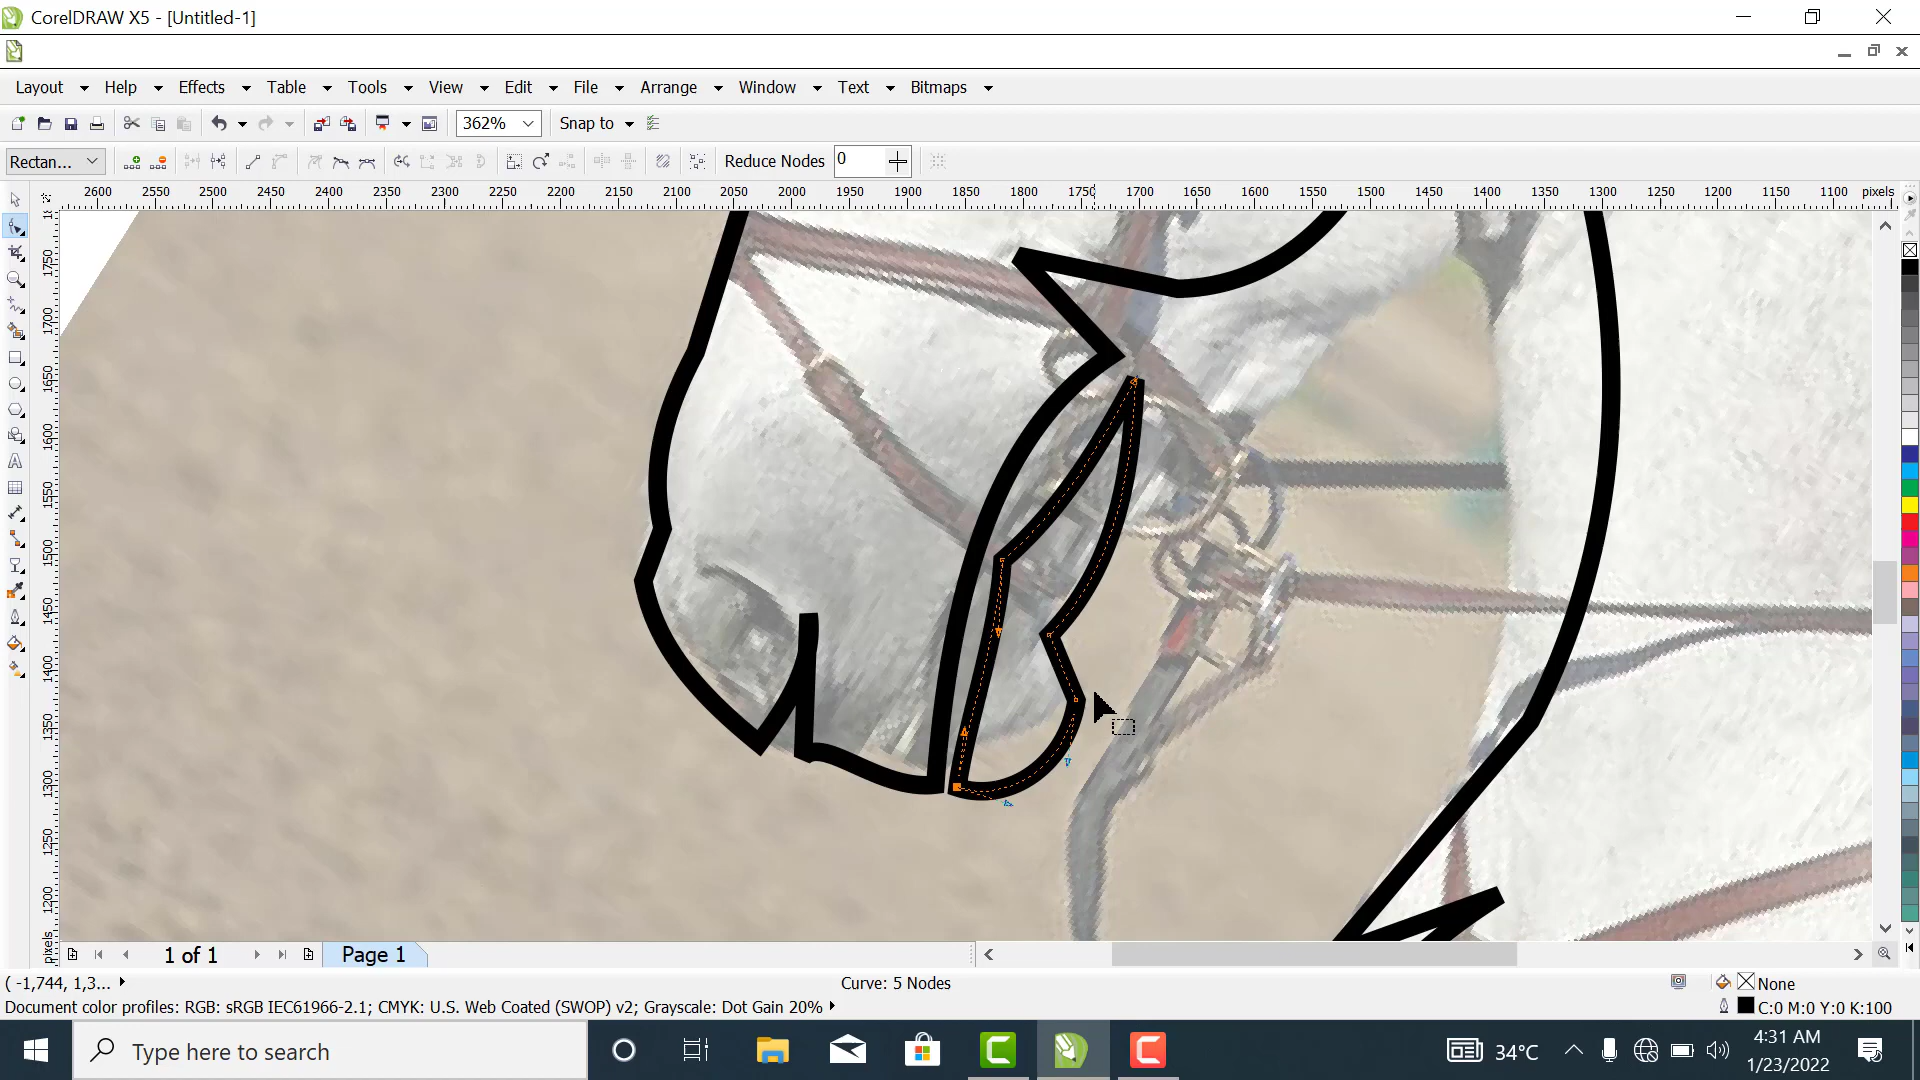 CorelDRAW X5 - [Untitled-1]
Layout Help Effects Table Tools View Edit File Arrange Window Text Bitmaps
362% Snap to
Rectan... Reduce Nodes 0
2600 2550 2500 2450 2400 2350 2300 2250 2200 2150 2100 2050 2000 1950 1900 1850 1800 1750 1700 1650 1600 1550 1500 1450 1400 1350 1300 1250 1200 1150 1100 pixels
1750
1700
1650
1600
1550
1500
1450
1400
1350
1300
1250
1200
pixels
1 of 1 Page 1
( -1,744, 1,3... Curve: 5 Nodes None
Document color profiles: RGB: sRGB IEC61966-2.1; CMYK: U.S. Web Coated (SWOP) v2; Grayscale: Dot Gain 20% C:0 M:0 Y:0 K:100
Type here to search 34°C 4:31 AM
1/23/2022